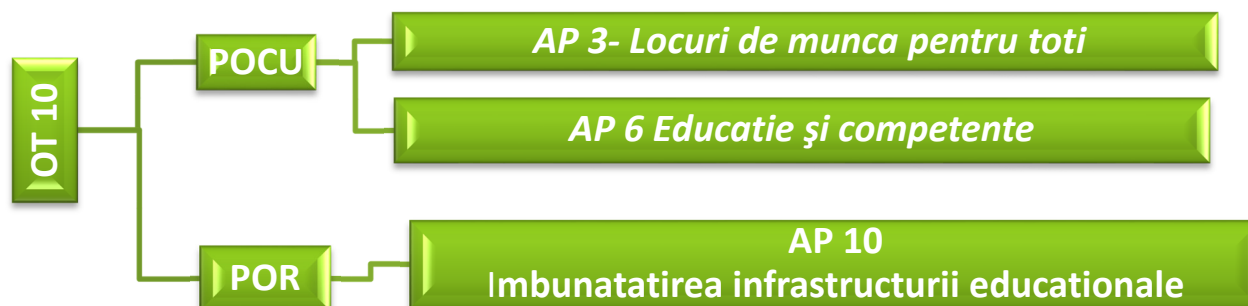 OT 10
POCU
AP 3- Locuri de munca pentru toti
AP 6 Educatie şi competente
POR
AP 10
Imbunatatirea infrastructurii educationale